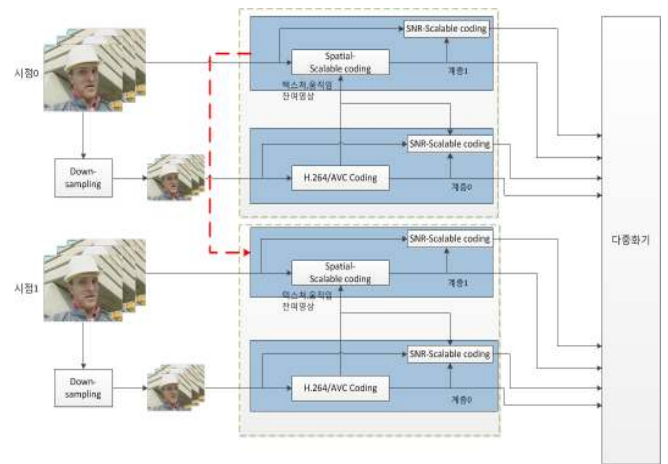 SNR-Scalable coding
시점0
Spatial-
Scalable coding
계층1
텍스쳐,움직임
잔여영상
SNR-Scalable coding
Down-
sampling
H.264/AVC Coding
계층0
다중화기
SNR-Scalable coding
시점1
Spatial-
Scalable coding
계층1
텍스쳐,움직임
잔여영상
SNR-Scalable coding
Down-
sampling
H.264/AVC Coding
계층0